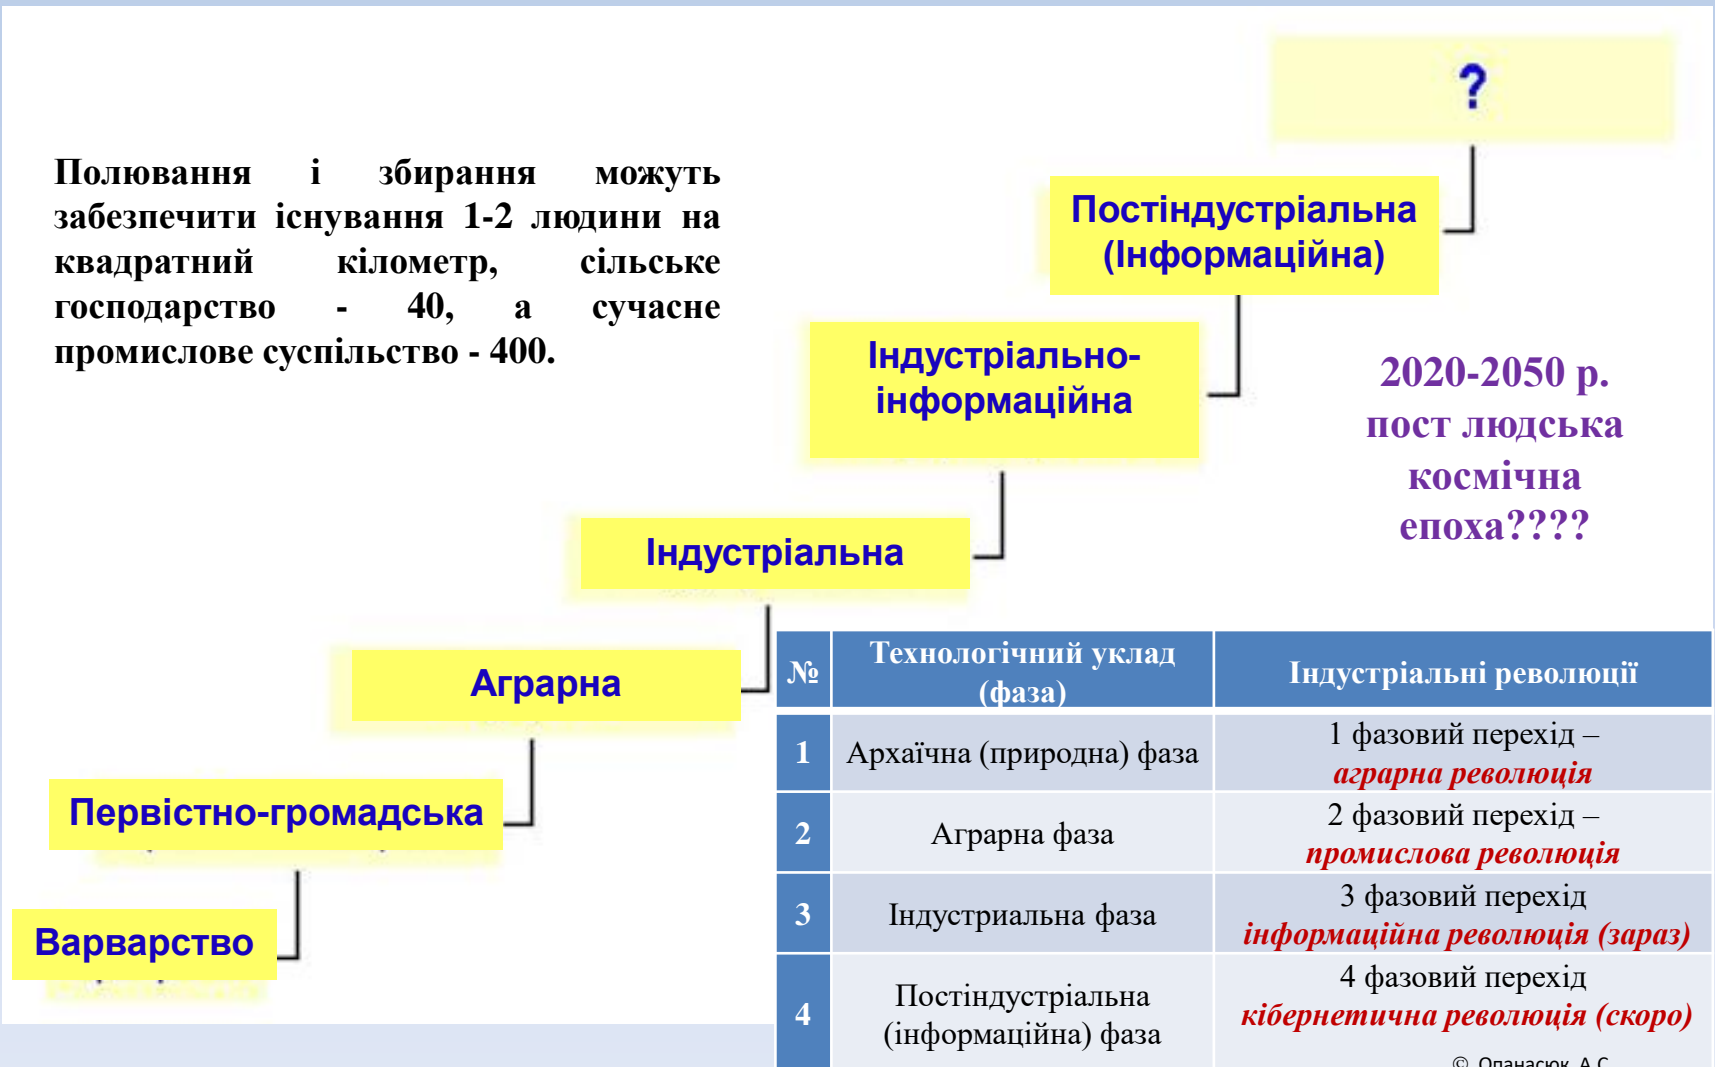 ?
Полювання і збирання можуть
забезпечити існування 1-2 людини на
квадратний кілометр, сільське
господарство - 40, а сучасне
промислове суспільство - 400.
Постіндустріальна
(Інформаційна)
Індустріально-
інформаційна
2020-2050 р.
пост людська
космічна
епоха????
Індустріальна
Аграрна
Первістно-громадська
Варварство
№ Технологічний уклад (фаза) Індустріальні революції
1 Архаїчна (природна) фаза 1 фазовий перехід –
аграрна революція
2 Аграрна фаза 2 фазовий перехід –
промислова революція
3 Індустриальна фаза 3 фазовий перехід
інформаційна революція (зараз)
4 Постіндустріальна
(інформаційна) фаза
4 фазовий перехід
кібернетична революція (скоро)
© Опанасюк А.С